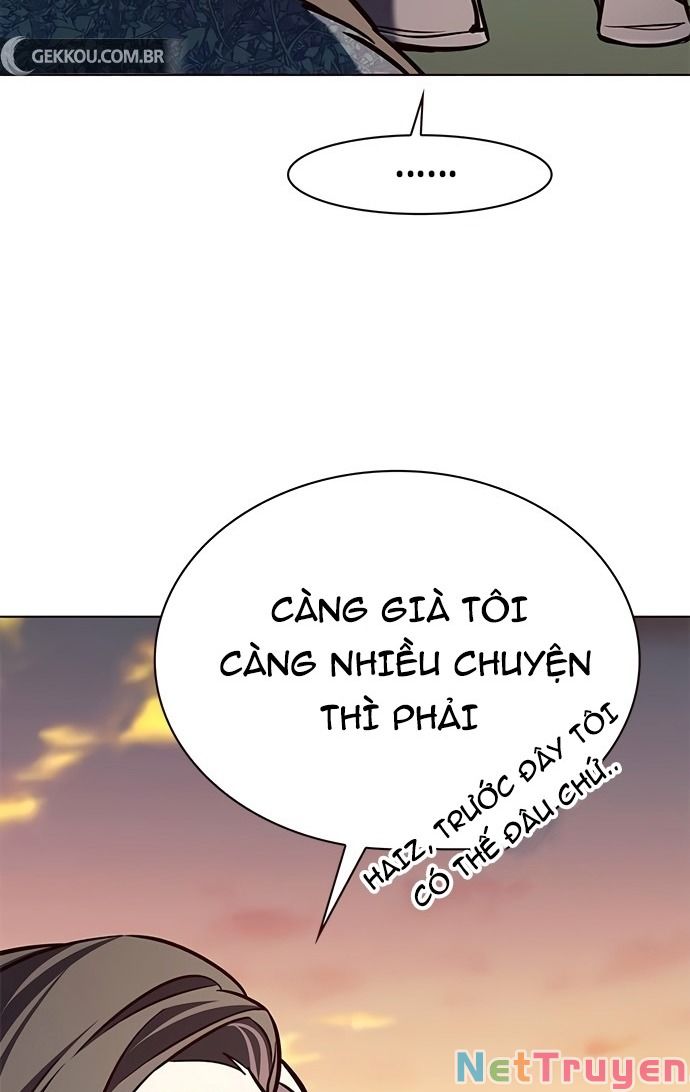 GEKKOU.COM.BR
......
CÀNG GIÀ TÔI
CÀNG NHIỀU CHUYỆN
THÌ PHẢI
HAIZ, TRƯỚC ĐÂY TÔI
CÓ THẾ ĐÂU CHỨ..
NetTruyen